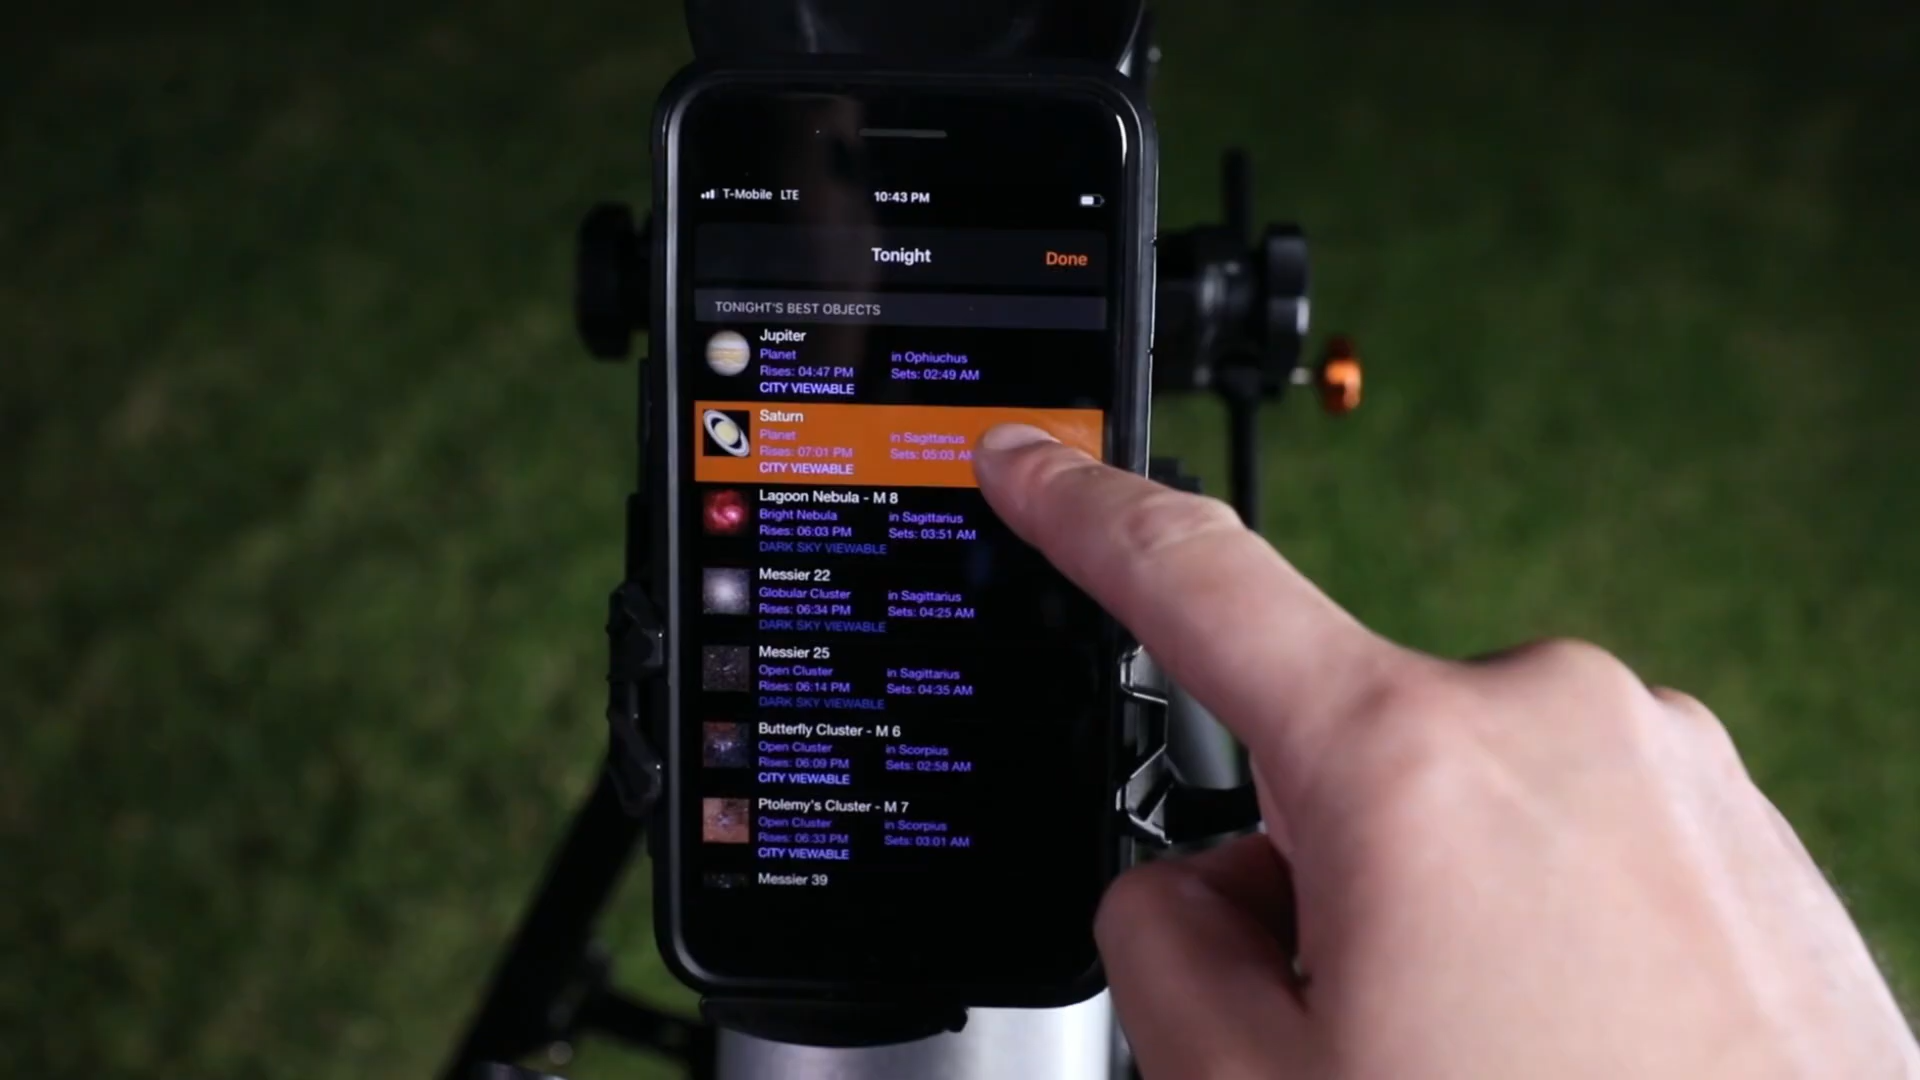 T-Mobile LTE 10:43 PM
Tonight Done
TONIGHT'S BEST OBJECTS
Jupiter
Planet in Ophiuchus
Rises: 04:47 PM Sets: 02:49 AM
CITY VIEWABLE
Saturn
Planet in Sagittarius
Rises: 07:01 PM Sets: 05:03 AM
CITY VIEWABLE
Lagoon Nebula - M 8
Bright Nebula in Sagittarius
Rises: 06:03 PM Sets: 03:51 AM
DARK SKY VIEWABLE
Messier 22
Globular Cluster in Sagittarius
Rises: 06:34 PM Sets: 04:25 AM
DARK SKY VIEWABLE
Messier 25
Open Cluster in Sagittarius
Rises: 06:14 PM Sets: 04:35 AM
DARK SKY VIEWABLE
Butterfly Cluster - M 6
Open Cluster in Scorpius
Rises: 06:09 PM Sets: 02:58 AM
CITY VIEWABLE
Ptolemy's Cluster - M 7
Open Cluster in Scorpius
Rises: 06:33 PM Sets: 03:01 AM
CITY VIEWABLE
Messier 39